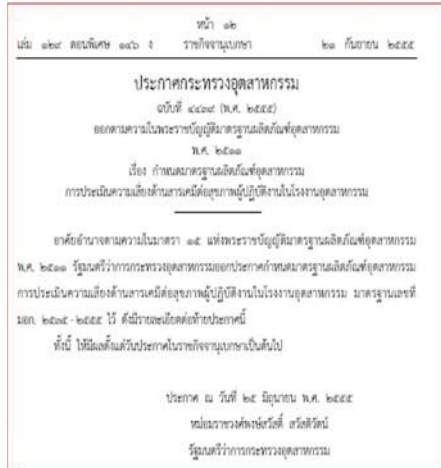 หน้า ๑๒
เล่ม ๑๒๙ ตอนพิเศษ ๑๔๖ ง ราชกิจจานุเบกษา ๒๑ กันยายน ๒๕๕๕
ประกาศกระทรวงอุตสาหกรรม
ฉบับที่ ๔๔๓๙ (พ.ศ. ๒๕๕๕)
ออกตามความในพระราชบัญญัติมาตรฐานผลิตภัณฑ์อุตสาหกรรม
พ.ศ. ๒๕๑๑
เรื่อง กำหนดมาตรฐานผลิตภัณฑ์อุตสาหกรรม
การประเมินความเสี่ยงด้านสารเคมีต่อสุขภาพผู้ปฏิบัติงานในโรงงานอุตสาหกรรม
อาศัยอำนาจตามความในมาตรา ๑๕ แห่งพระราชบัญญัติมาตรฐานผลิตภัณฑ์อุตสาหกรรม
พ.ศ. ๒๕๑๑ รัฐมนตรีว่าการกระทรวงอุตสาหกรรมออกประกาศกำหนดมาตรฐานผลิตภัณฑ์อุตสาหกรรม
การประเมินความเสี่ยงด้านสารเคมีต่อสุขภาพผู้ปฏิบัติงานในโรงงานอุตสาหกรรม มาตรฐานเลขที่
มอก. ๒๕๓๕ - ๒๕๕๕ ไว้ ดังมีรายละเอียดต่อท้ายประกาศนี้
ทั้งนี้ ให้มีผลตั้งแต่วันประกาศในราชกิจจานุเบกษาเป็นต้นไป
ประกาศ ณ วันที่ ๒๕ มิถุนายน พ.ศ. ๒๕๕๕
หม่อมราชวงศ์พงษ์สวัสดิ์ สวัสดิวัตน์
รัฐมนตรีว่าการกระทรวงอุตสาหกรรม